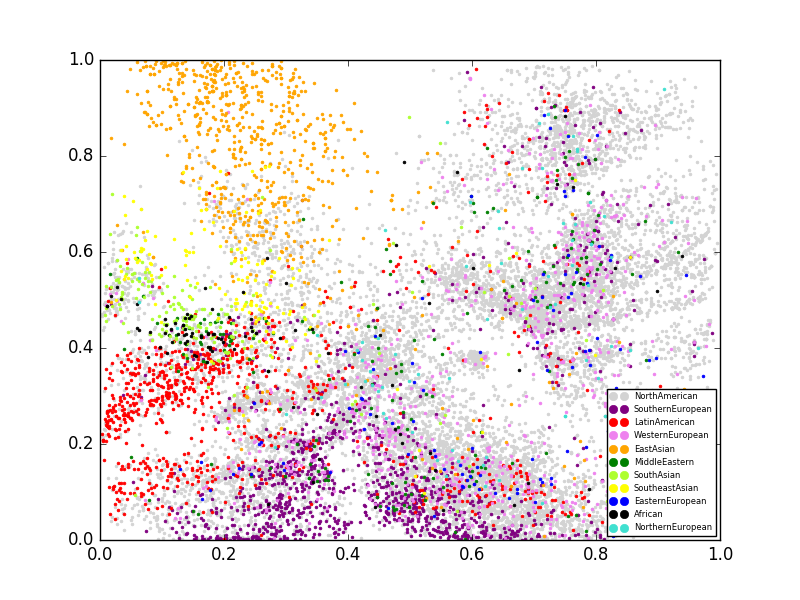 1.0
0.8
0.6
0.4
0.2
0.0
0.0 0.2 0.4 0.6 0.8 1.0
NorthAmerican
SouthernEuropean
LatinAmerican
WesternEuropean
EastAsian
MiddleEastern
SouthAsian
SoutheastAsian
EasternEuropean
African
NorthernEuropean